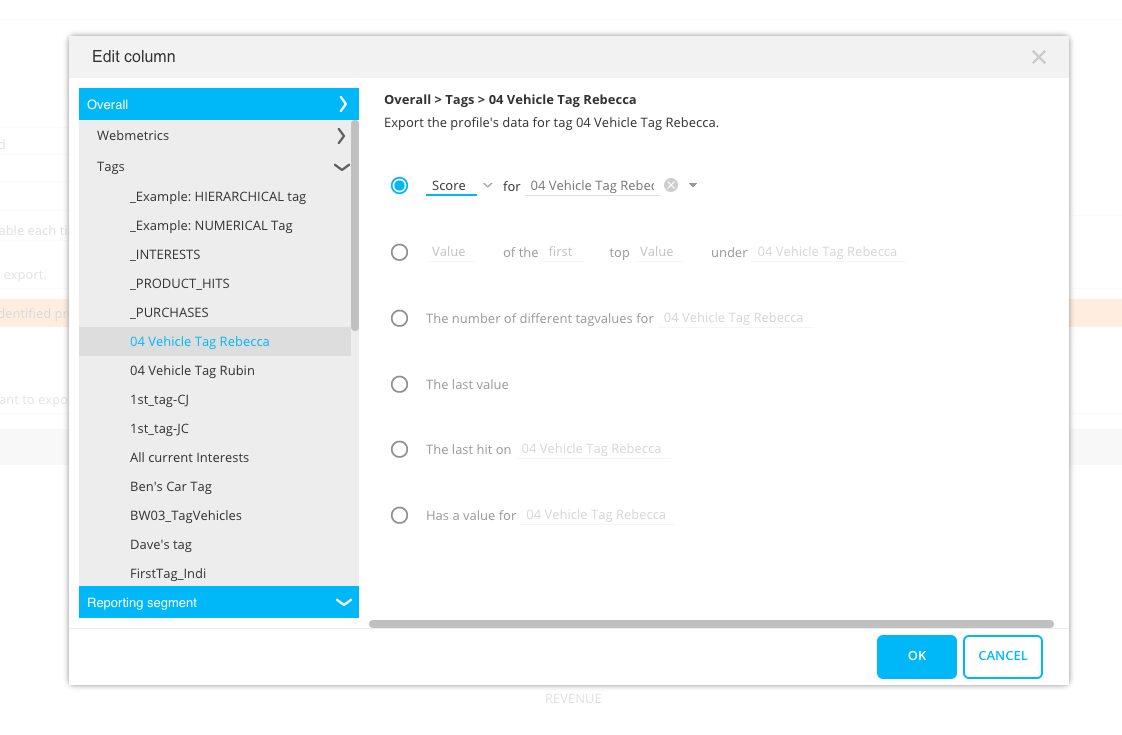 Edit column
Overall
Webmetrics
Tags
_Example: HIERARCHICAL tag
_Example: NUMERICAL Tag
_INTERESTS
_PRODUCT_HITS
_PURCHASES
04 Vehicle Tag Rebecca
04 Vehicle Tag Rubin
1st_tag-CJ
1st_tag-JC
All current Interests
Ben's Car Tag
BW03_TagVehicles
Dave's tag
FirstTag_Indi
Reporting segment
Overall > Tags > 04 Vehicle Tag Rebecca
Export the profile's data for tag 04 Vehicle Tag Rebecca.
Score for 04 Vehicle Tag Rebec
Value of the first top Value under 04 Vehicle Tag Rebecca
The number of different tagvalues for 04 Vehicle Tag Rebecca
The last value
The last hit on 04 Vehicle Tag Rebecca
Has a value for 04 Vehicle Tag Rebecca
OK CANCEL
able each ti
export.
dentified pr
ant to expo
REVENUE